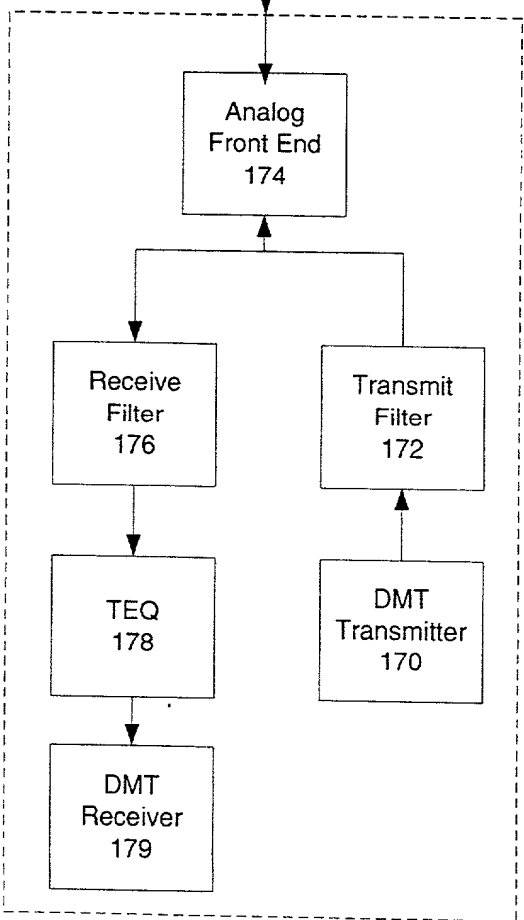 Analog
Front End
174
Receive
Filter
176
Transmit
Filter
172
TEQ
178
DMT
Transmitter
170
DMT
Receiver
179